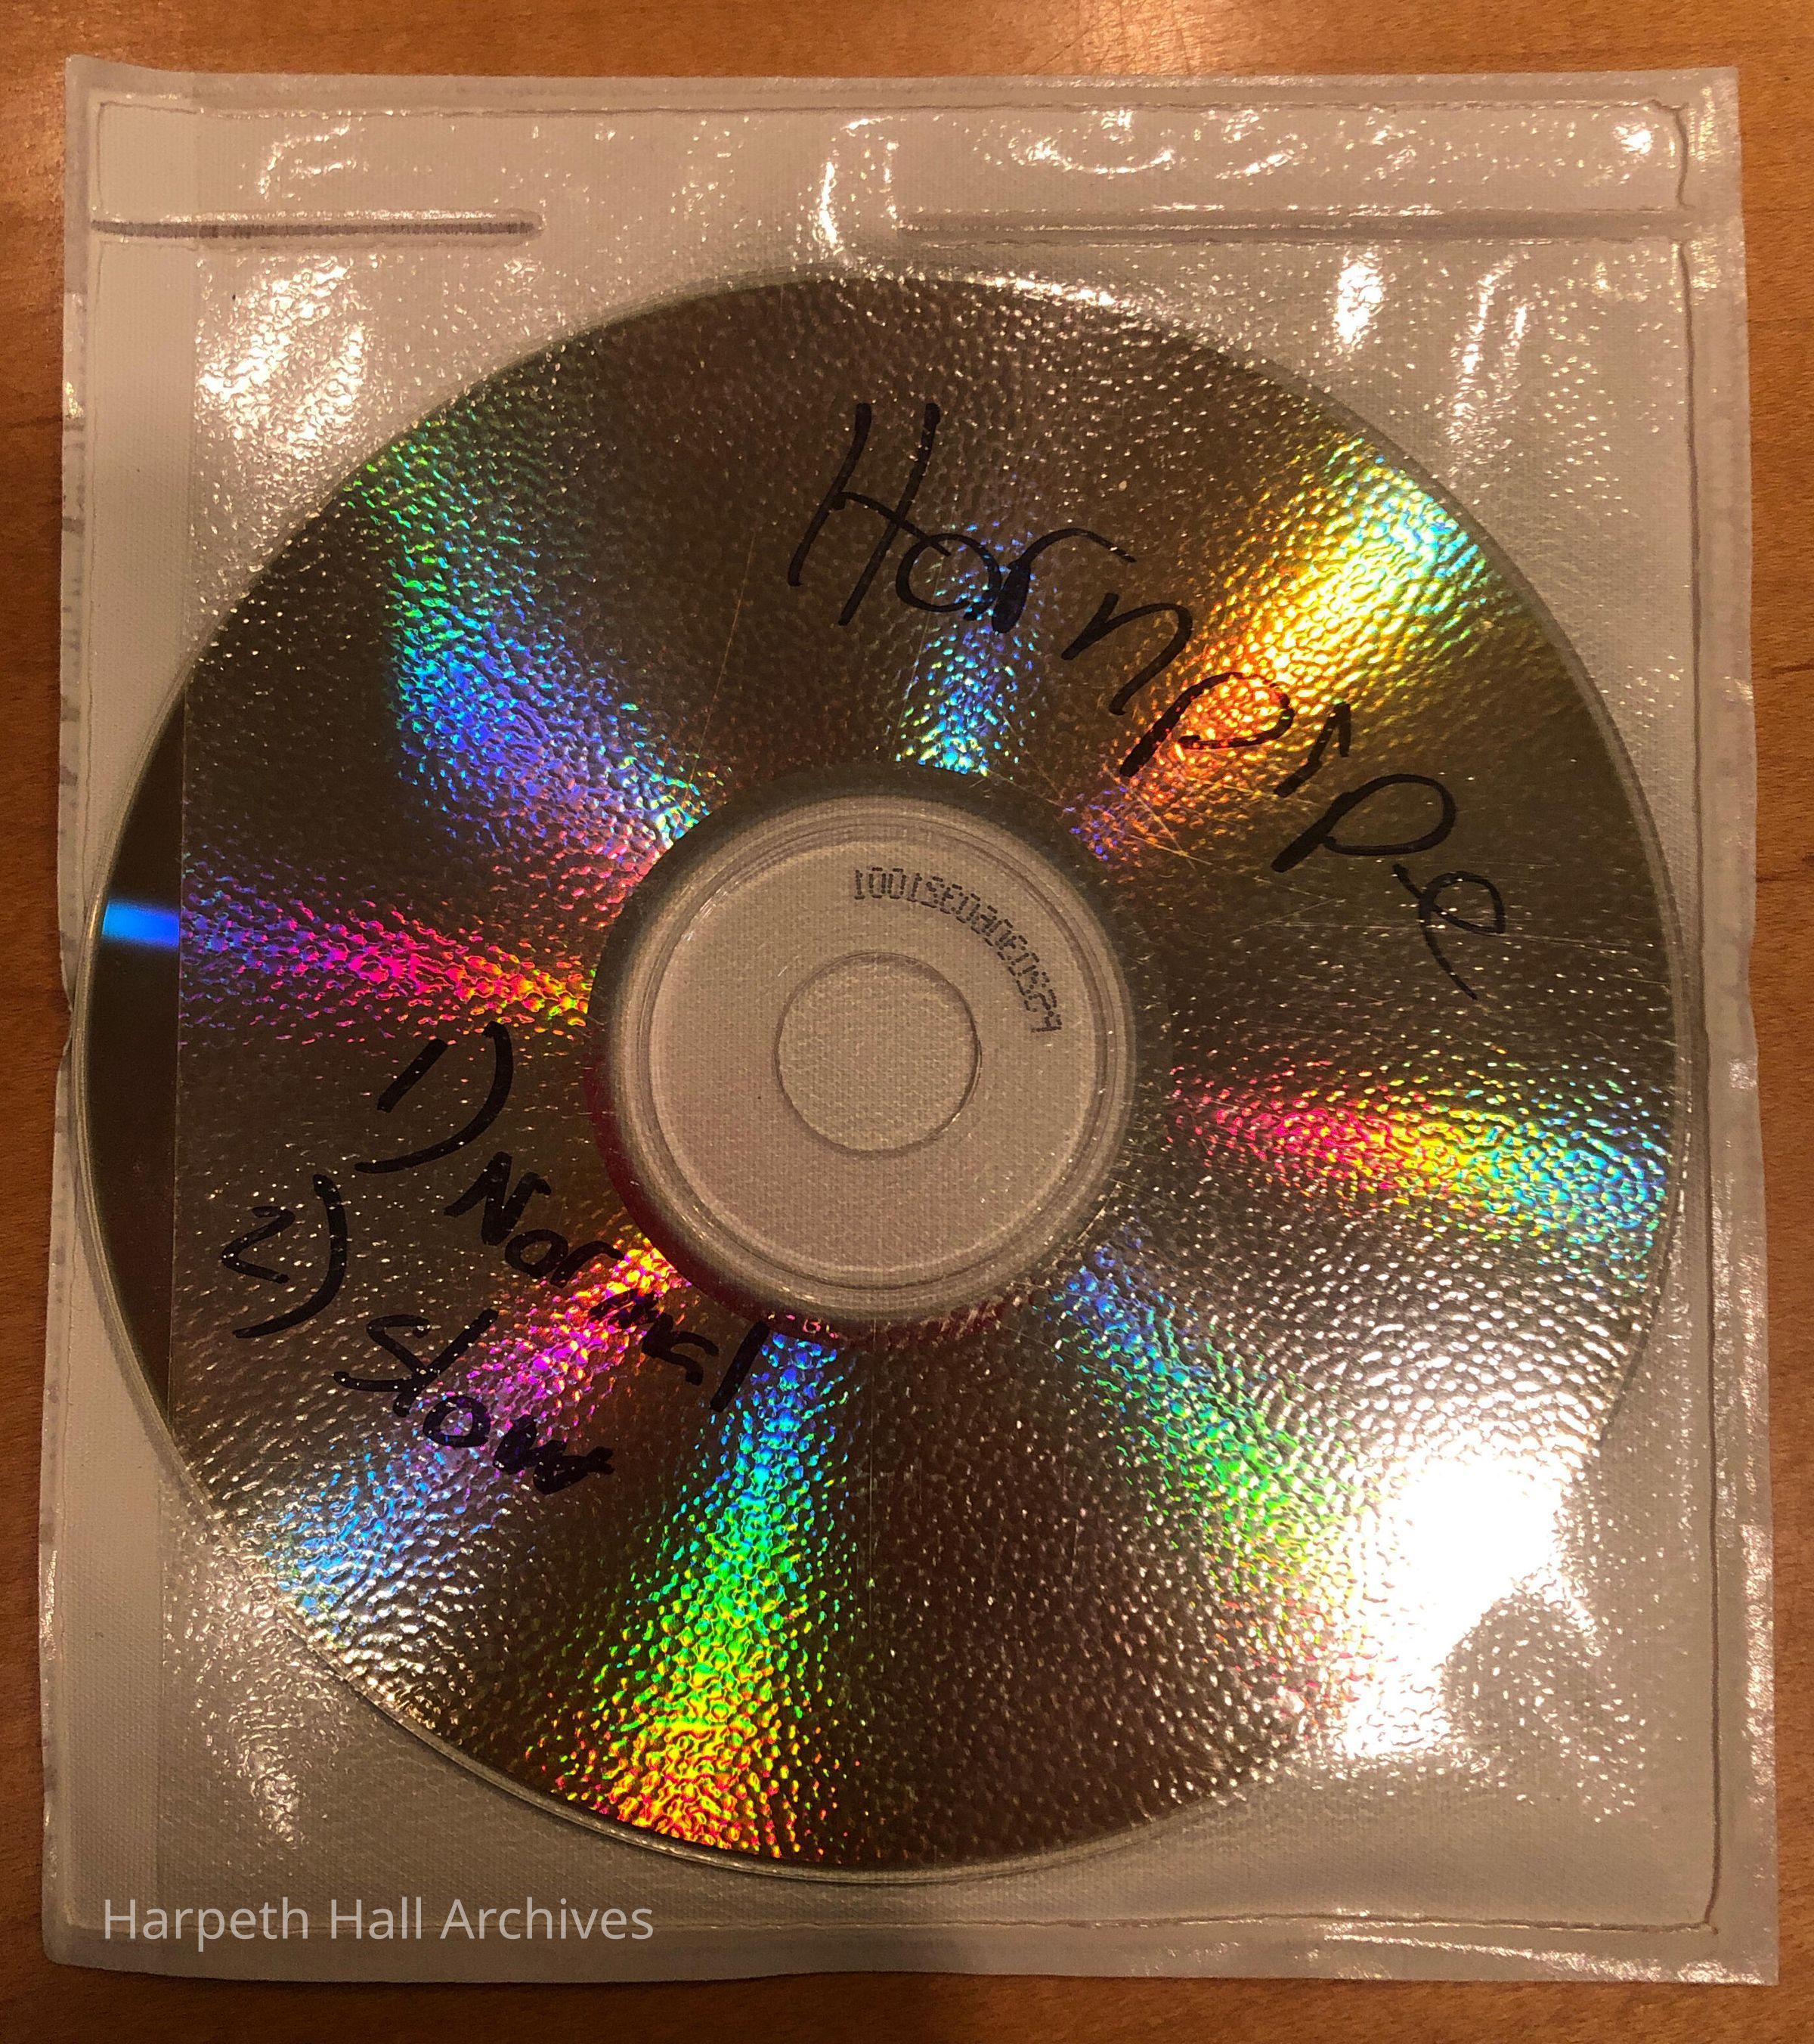 Hornpipe
1) Normal
2) Slow
Harpeth Hall Archives